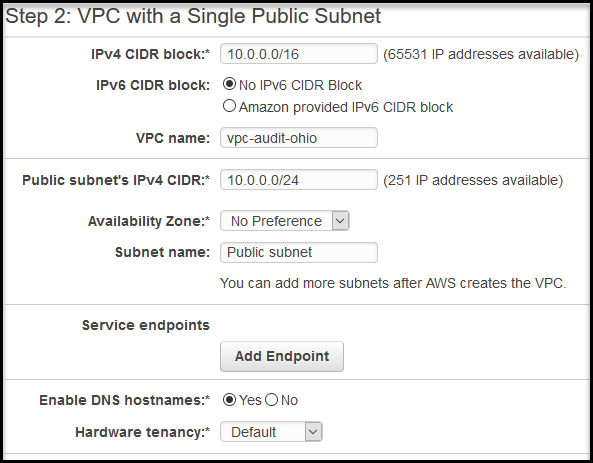 Step 2: VPC with a Single Public Subnet
IPv4 CIDR block:* 10.0.0.0/16 (65531 IP addresses available)
IPv6 CIDR block: No IPv6 CIDR Block
Amazon provided IPv6 CIDR block
VPC name: vpc-audit-ohio
Public subnet's IPv4 CIDR:* 10.0.0.0/24 (251 IP addresses available)
Availability Zone:* No Preference
Subnet name: Public subnet
You can add more subnets after AWS creates the VPC.
Service endpoints
Add Endpoint
Enable DNS hostnames:* Yes No
Hardware tenancy:* Default